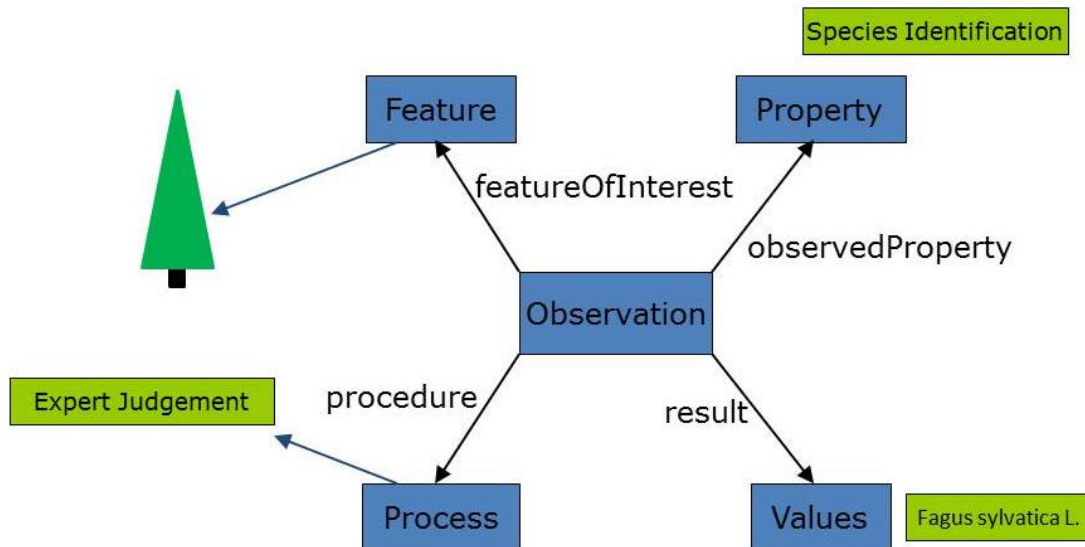 Species Identification
Feature
Property
featureOfInterest
observedProperty
Observation
Expert Judgement
procedure
result
Process
Values
Fagus sylvatica L.